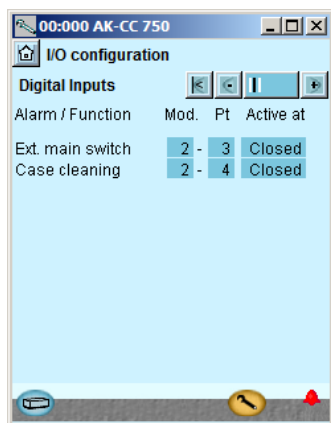 00:000 AK-CC 750
I/O configuration
Digital Inputs
Alarm / Function Mod. Pt Active at
Ext. main switch 2 - 3 Closed
Case cleaning 2 - 4 Closed